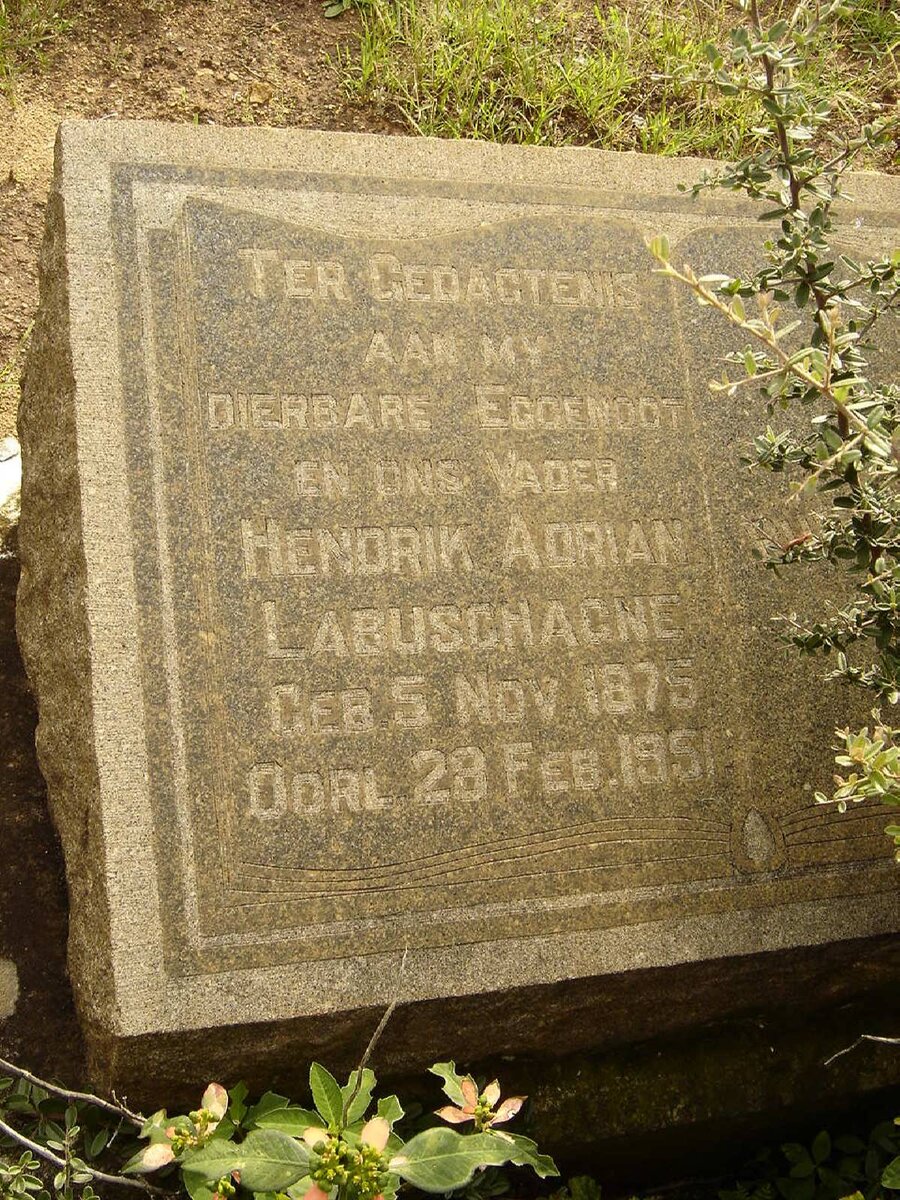 TER GEDAGTENIS
AAN MY
DIERBARE EGGENOOT
EN ONS VADER
HENDRIK ADRIAN
LABUSCHAGNE
GEB. 5 NOV. 1875
OORL. 28 FEB. 1951